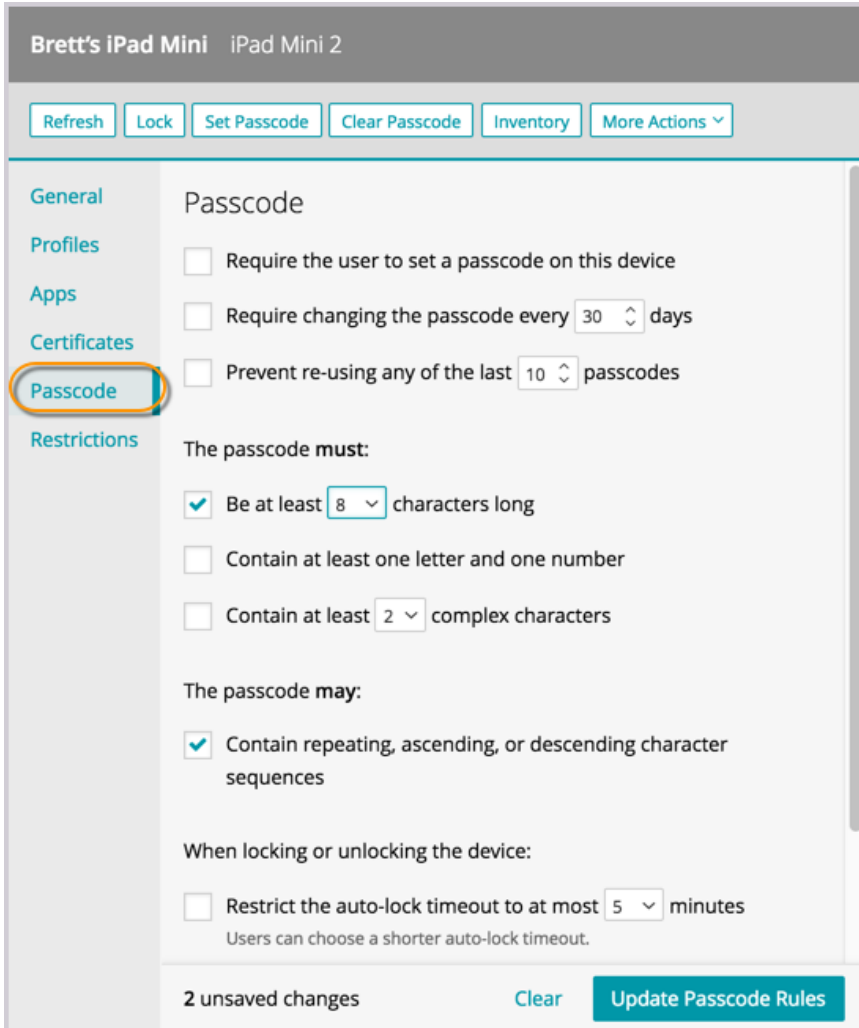 Brett's iPad Mini iPad Mini 2
Refresh Lock Set Passcode Clear Passcode Inventory More Actions
General
Profiles
Apps
Certificates
Passcode
Restrictions
Passcode
Require the user to set a passcode on this device
Require changing the passcode every 30 days
Prevent re-using any of the last 10 passcodes
The passcode must:
Be at least 8 characters long
Contain at least one letter and one number
Contain at least 2 complex characters
The passcode may:
Contain repeating, ascending, or descending character
sequences
When locking or unlocking the device:
Restrict the auto-lock timeout to at most 5 minutes
Users can choose a shorter auto-lock timeout.
2 unsaved changes Clear Update Passcode Rules